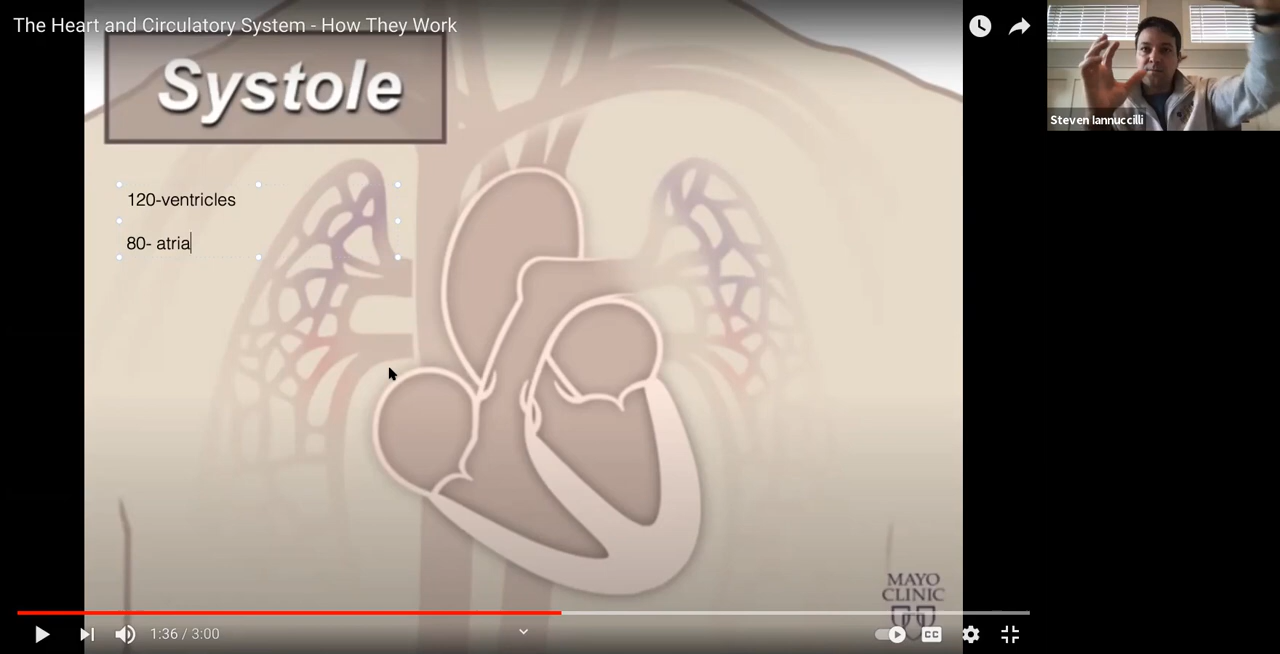 The Heart and Circulatory System - How They Work
Systole
120-ventricles
80- atria
Steven Iannuccilli
MAYO
CLINIC
1:36 / 3:00
CC